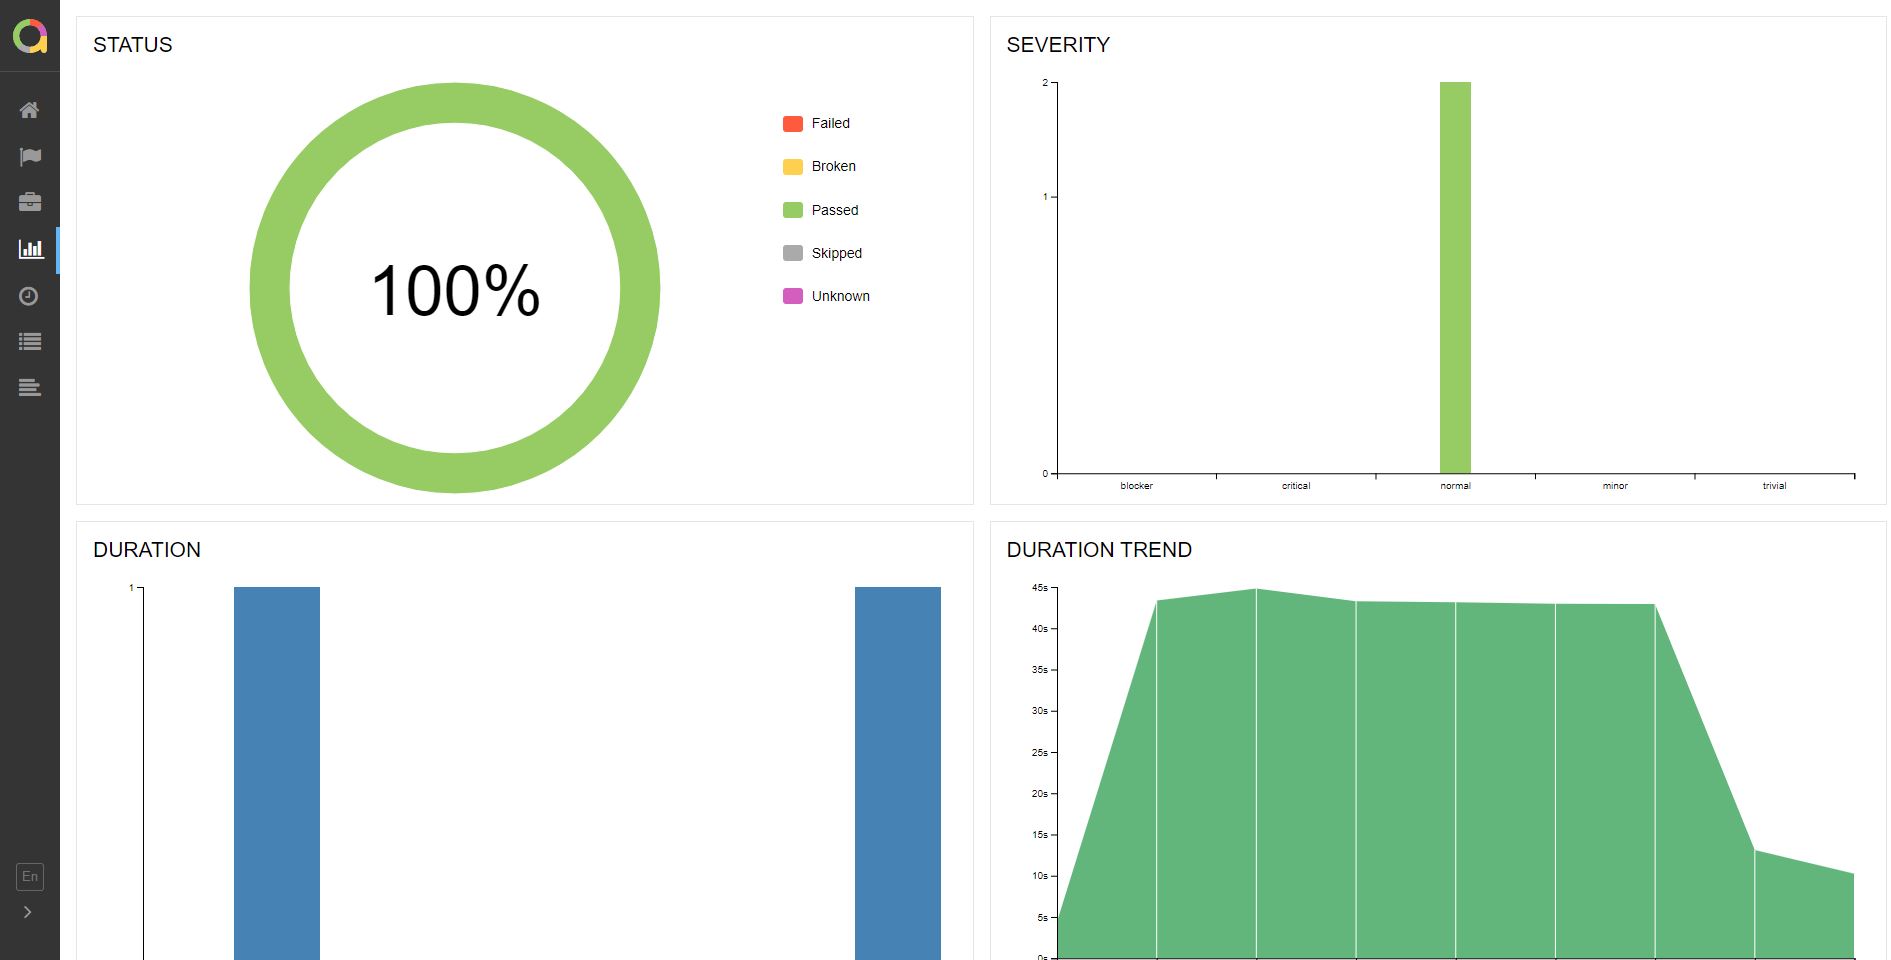 STATUS
100%
Failed
Broken
Passed
Skipped
Unknown
SEVERITY
2
1
0
blocker
critical
normal
minor
trivial
DURATION
1
DURATION TREND
45s
40s
35s
30s
25s
20s
15s
10s
5s
0s
En